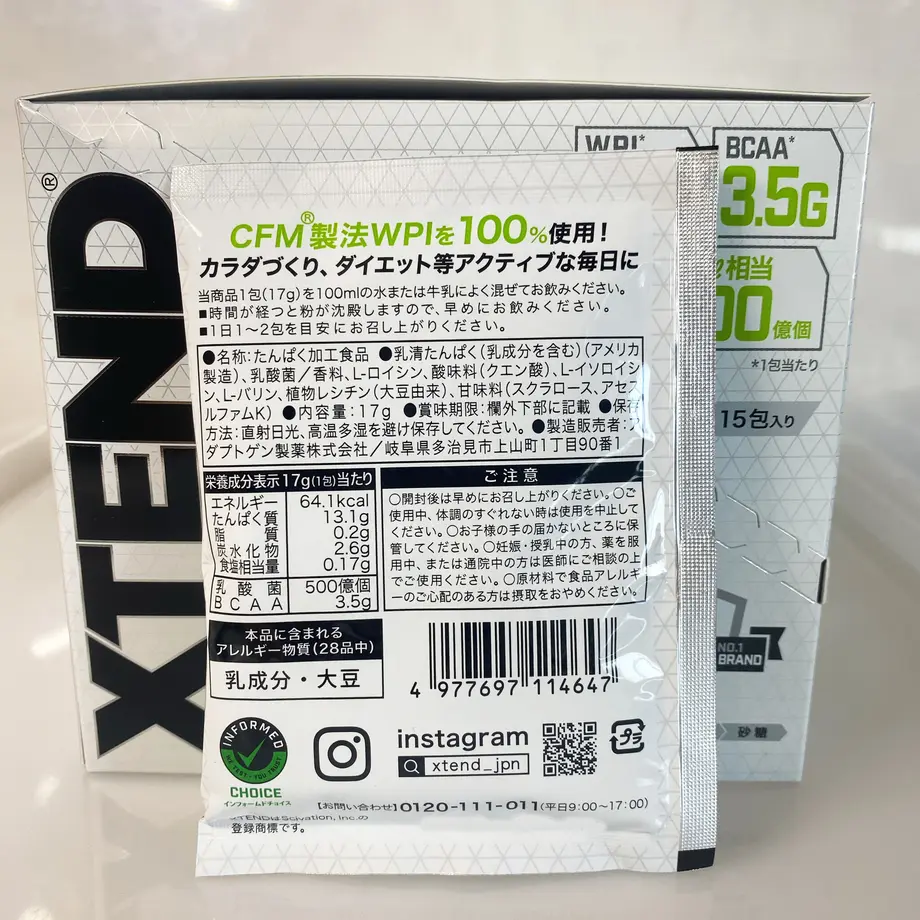 XTEND®
WPI*
BCAA*
3.5G
相当
00億個
*1包当たり
15包入り
NO.1
BRAND
砂糖
CFM®製法WPIを100%使用!
カラダづくり、ダイエット等アクティブな毎日に
当商品1包(17g)を100mlの水または牛乳によく混ぜてお飲みください。
■時間が経つと粉が沈殿しますので、早めにお飲みください。
■1日1〜2包を目安にお召し上がりください。
●名称:たんぱく加工食品 ●乳清たんぱく(乳成分を含む)(アメリカ
製造)、乳酸菌/香料、L-ロイシン、酸味料(クエン酸)、L-イソロイシ
ン、L-バリン、植物レシチン(大豆由来)、甘味料(スクラロース、アセス
ルファムK) ●内容量:17g ●賞味期限:欄外下部に記載 ●保存
方法:直射日光、高温多湿を避け保存してください。●製造販売者:ア
ダプトゲン製薬株式会社/岐阜県多治見市上山町1丁目90番1
栄養成分表示17g(1包)当たり
エネルギー 64.1kcal
たんぱく質 13.1g
脂質 0.2g
炭水化物 2.6g
食塩相当量 0.17g
乳酸菌 500億個
BCAA 3.5g
ご注意
○開封後は早めにお召し上がりください。○ご
使用中、体調のすぐれない時は使用を中止して
ください。○お子様の手の届かないところに保
管してください。○妊娠・授乳中の方、薬を服
用中、または通院中の方は医師にご相談の上
でご使用ください。○原材料で食品アレルギ
ーのご心配のある方は摂取をおやめください。
本品に含まれる
アレルギー物質(28品中)
乳成分・大豆
4 977697 114647
INFORMED
WE TEST • YOU TRUST
CHOICE
インフォームドチョイス
instagram
xtend_jpn
プラ
【お問い合わせ】0120-111-011(平日9:00〜17:00)
XTENDはScivation, Inc.の
登録商標です。